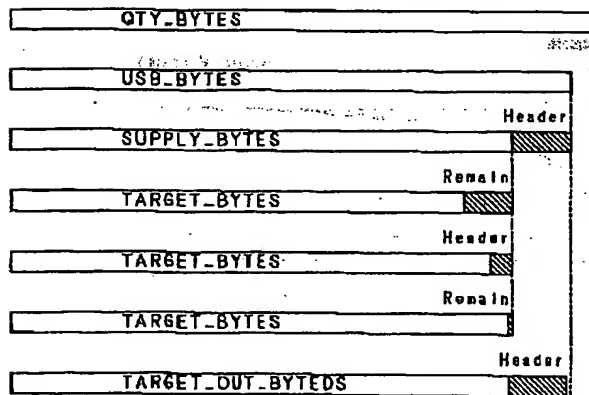 QTY_BYTES
USB_BYTES
Header
SUPPLY_BYTES
Remain
TARGET_BYTES
Header
TARGET_BYTES
Remain
TARGET_BYTES
Header
TARGET_OUT_BYTEDS